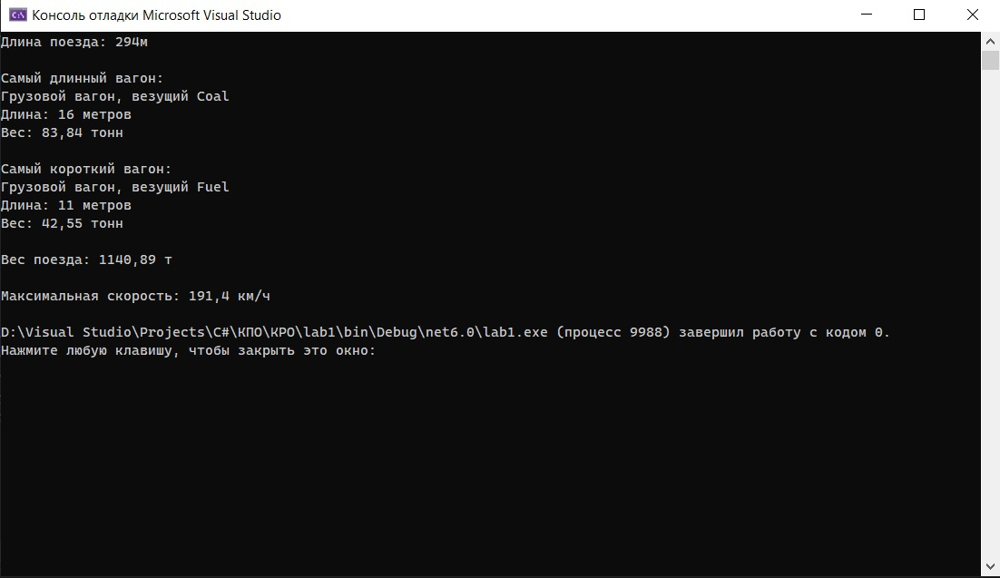 Консоль отладки Microsoft Visual Studio
Длина поезда: 294м
Самый длинный вагон:
Грузовой вагон, везущий Coal
Длина: 16 метров
Вес: 83,84 тонн
Самый короткий вагон:
Грузовой вагон, везущий Fuel
Длина: 11 метров
Вес: 42,55 тонн
Вес поезда: 1140,89 т
Максимальная скорость: 191,4 км/ч
D:\Visual Studio\Projects\C#\КПО\КРО\lab1\bin\Debug\net6.0\lab1.exe (процесс 9988) завершил работу с кодом 0.
Нажмите любую клавишу, чтобы закрыть это окно: